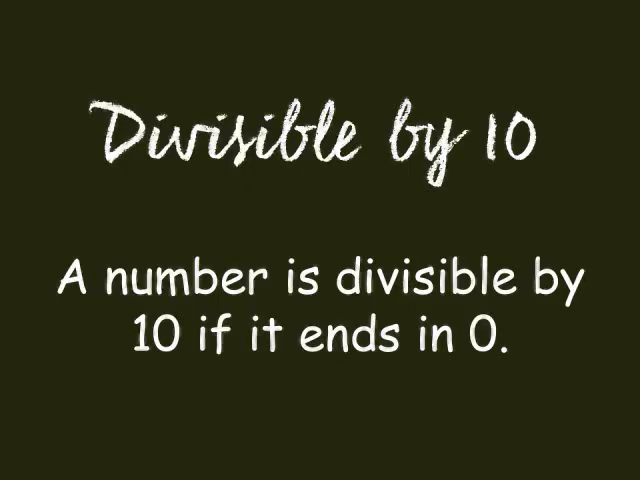 Divisible by 10
A number is divisible by
10 if it ends in 0.